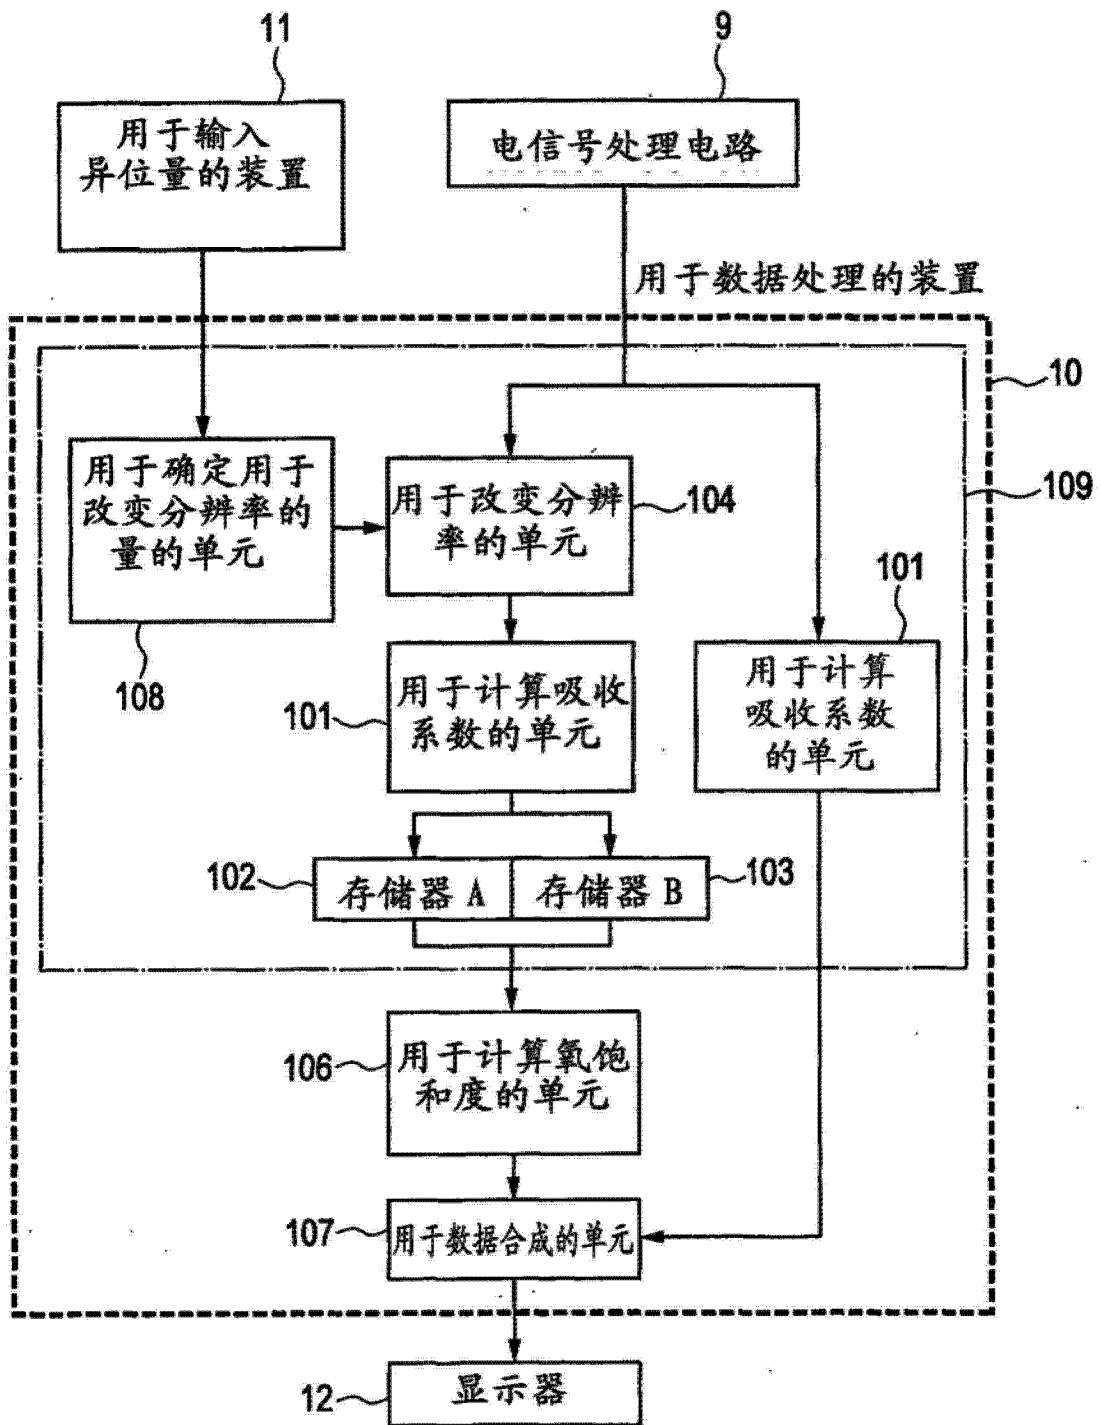 11
9
用于输入
异位量的装置
电信号处理电路
用于数据处理的装置
10
109
用于确定用于
改变分辨率的
量的单元
用于改变分辨
率的单元
104
101
108
101
用于计算吸收
系数的单元
用于计算
吸收系数
的单元
102
存储器 A
存储器 B
103
106
用于计算氧饱
和度的单元
107
用于数据合成的单元
12
显示器